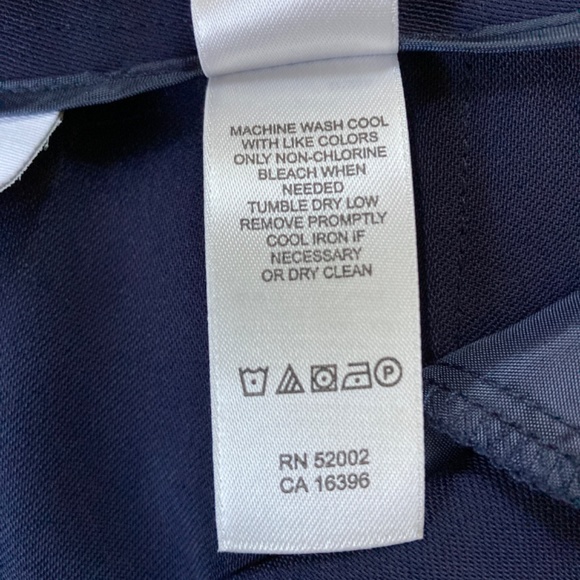 MACHINE WASH COOL
WITH LIKE COLORS
ONLY NON-CHLORINE
BLEACH WHEN
NEEDED
TUMBLE DRY LOW
REMOVE PROMPTLY
COOL IRON IF
NECESSARY
OR DRY CLEAN
P
RN 52002
CA 16396